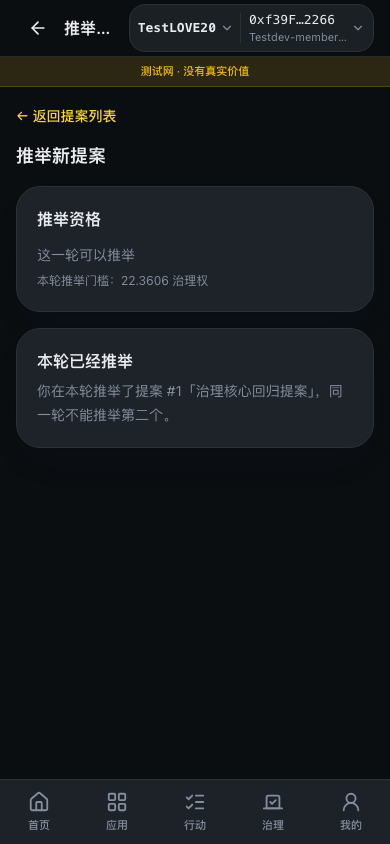 推举...
TestLOVE20
0xf39F…2266
Testdev-member...
测试网 · 没有真实价值
← 返回提案列表
推举新提案
推举资格
这一轮可以推举
本轮推举门槛：22.3606 治理权
本轮已经推举
你在本轮推举了提案 #1「治理核心回归提案」，同
一轮不能推举第二个。
首页
应用
行动
治理
我的